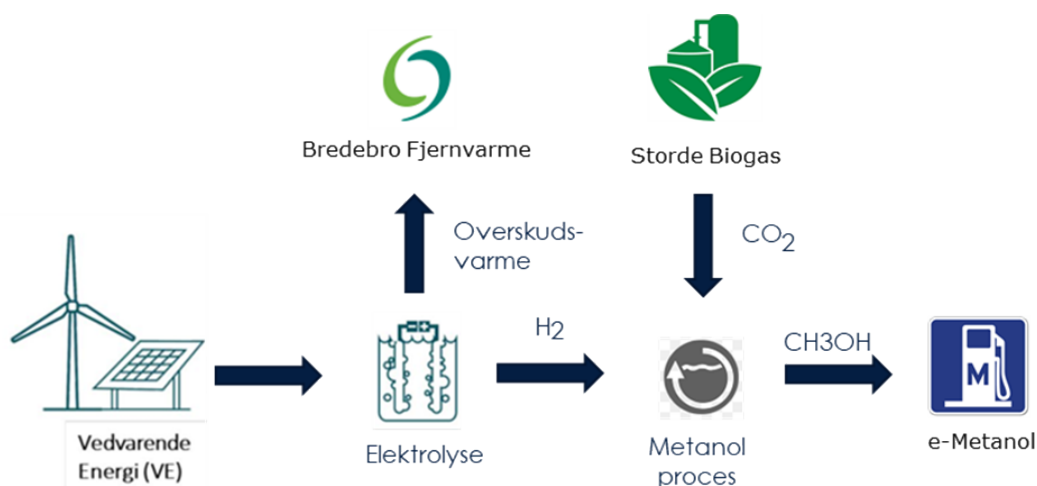 Bredebro Fjernvarme
Storde Biogas
Overskuds-
varme
CO2
H2
CH3OH
M
Vedvarende
Energi (VE)
Elektrolyse
Metanol
proces
e-Metanol